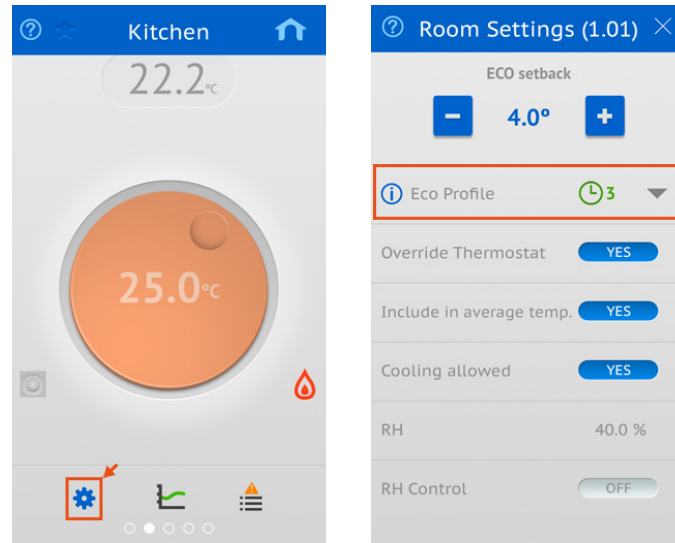 Kitchen
22.2°C
25.0°C
Room Settings (1.01)
ECO setback
- 4.0° +
i Eco Profile 3
Override Thermostat YES
Include in average temp. YES
Cooling allowed YES
RH 40.0 %
RH Control OFF